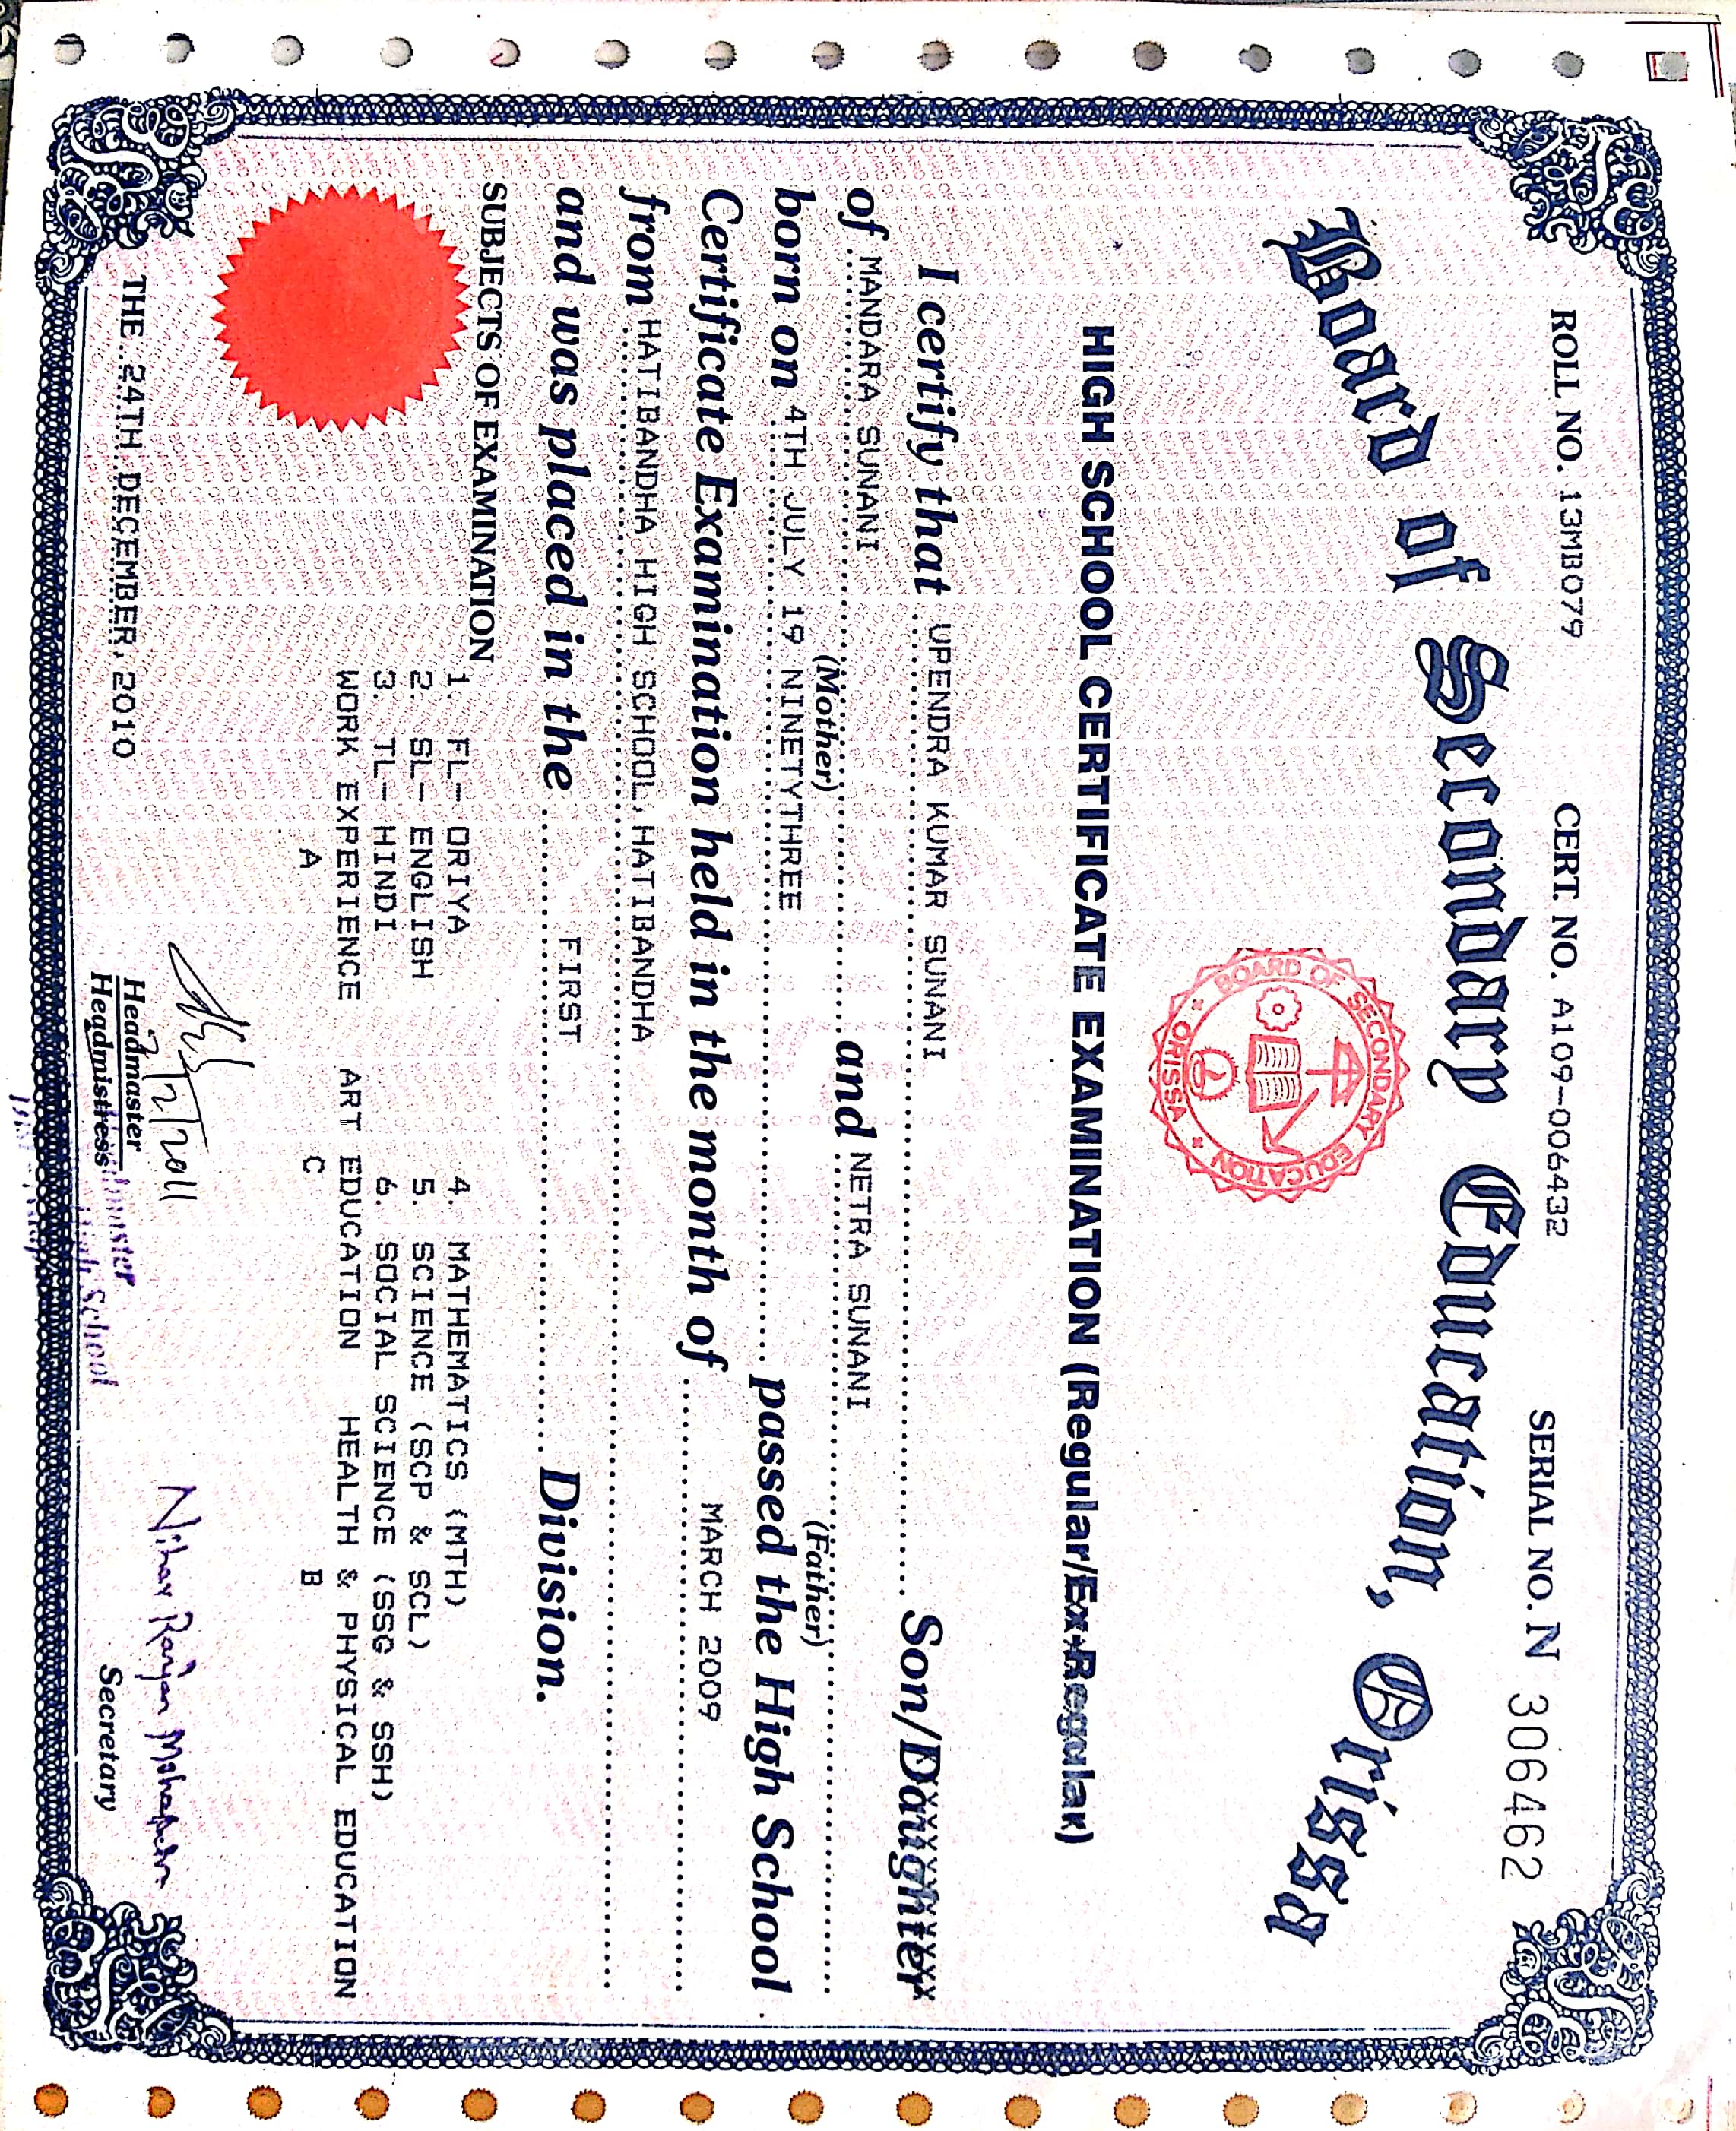 ROLL NO. 13MB079 CERT. NO. A109-006432 SERIAL NO. N 306462
Board of Secondary Education, Orissa
BOARD OF SECONDARY EDUCATION
ORISSA
HIGH SCHOOL CERTIFICATE EXAMINATION (Regular/Ex-Regular)
I certify that UPENDRA KUMAR SUNANI Son/Daughter
of MANDARA SUNANI and NETRA SUNANI
(Mother) (Father)
born on 4TH JULY 19 NINETYTHREE passed the High School
Certificate Examination held in the month of MARCH 2009
from HATIBANDHA HIGH SCHOOL, HATIBANDHA
and was placed in the FIRST Division.
SUBJECTS OF EXAMINATION
1. FL- ORIYA 4. MATHEMATICS (MTH)
2. SL- ENGLISH 5. SCIENCE (SCP & SCL)
3. TL- HINDI 6. SOCIAL SCIENCE (SSG & SSH)
WORK EXPERIENCE ART EDUCATION HEALTH & PHYSICAL EDUCATION
A C B
Nihar Ranjan Mohapatra
THE 24TH DECEMBER, 2010 Headmaster Secretary
Headmistress
High School